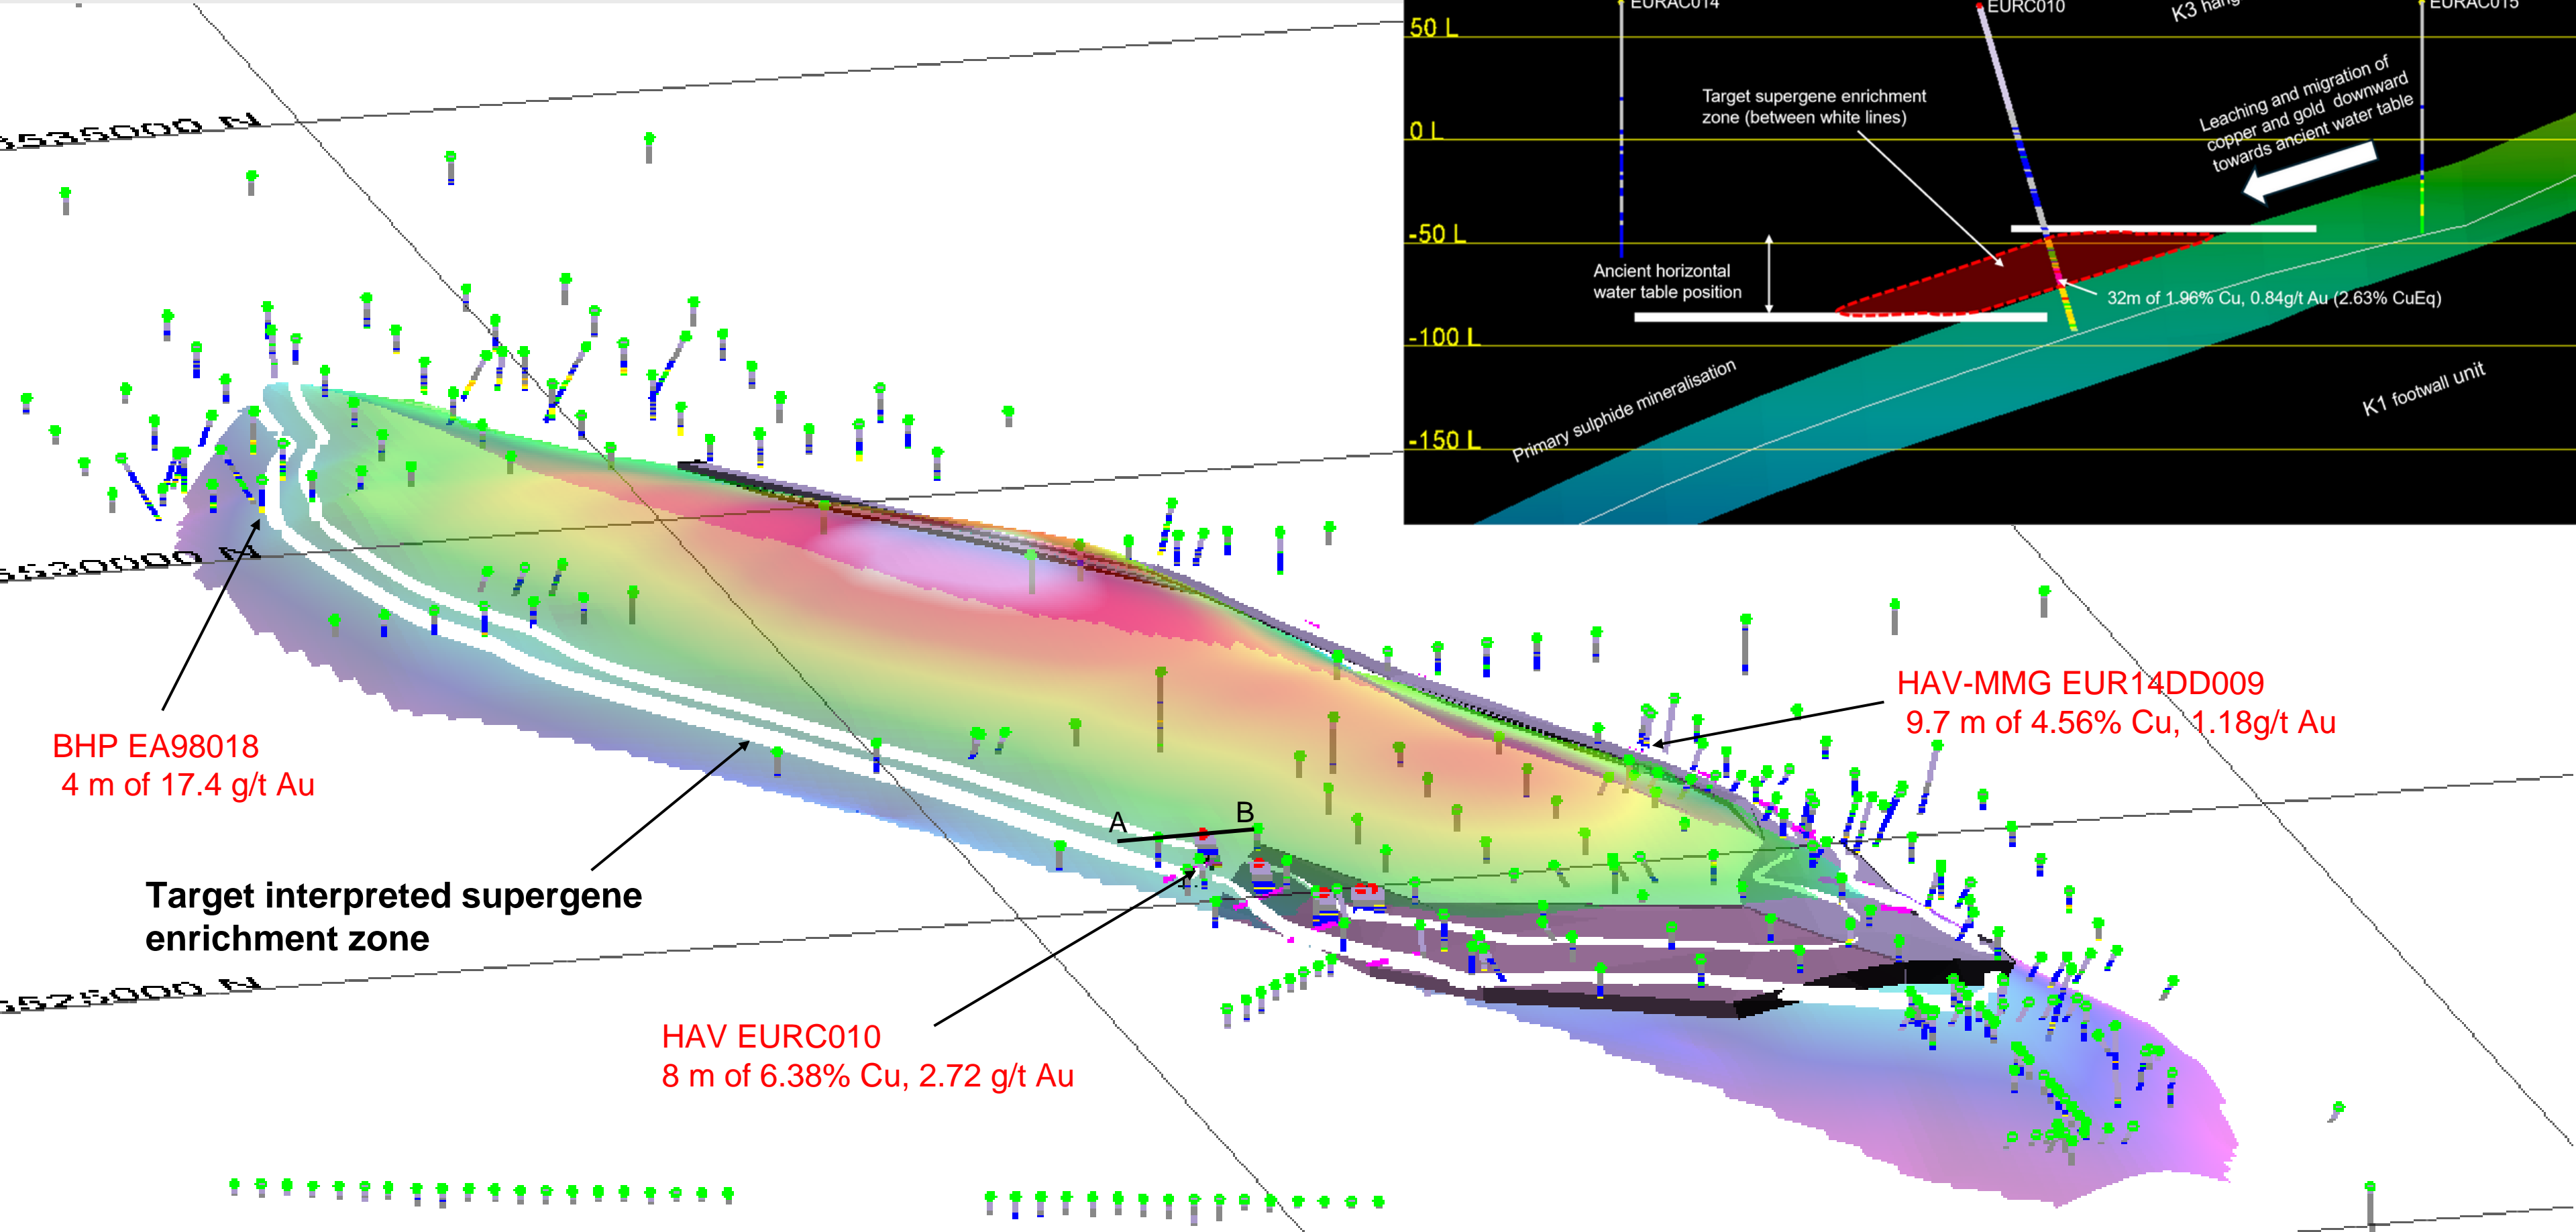 6535000 N
6530000 N
6525000 N
BHP EA98018
4 m of 17.4 g/t Au
Target interpreted supergene
enrichment zone
HAV EURC010
8 m of 6.38% Cu, 2.72 g/t Au
A
B
HAV-MMG EUR14DD009
9.7 m of 4.56% Cu, 1.18g/t Au
EURAC014
EURC010
K3 hang
EURAC015
50 L
0 L
-50 L
-100 L
-150 L
Target supergene enrichment
zone (between white lines)
Leaching and migration of
copper and gold downward
towards ancient water table
Ancient horizontal
water table position
32m of 1.96% Cu, 0.84g/t Au (2.63% CuEq)
Primary sulphide mineralisation
K1 footwall unit